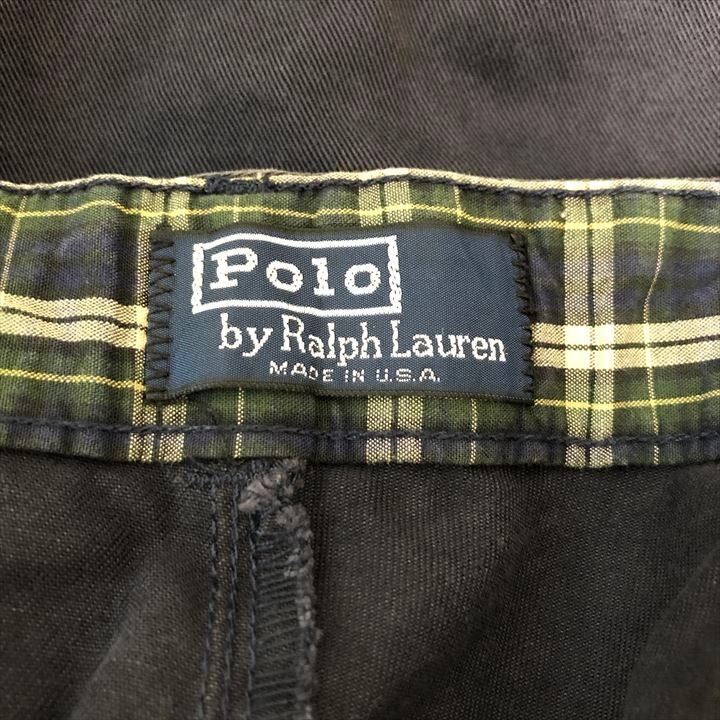 Polo
by Ralph Lauren
MADE IN U.S.A.